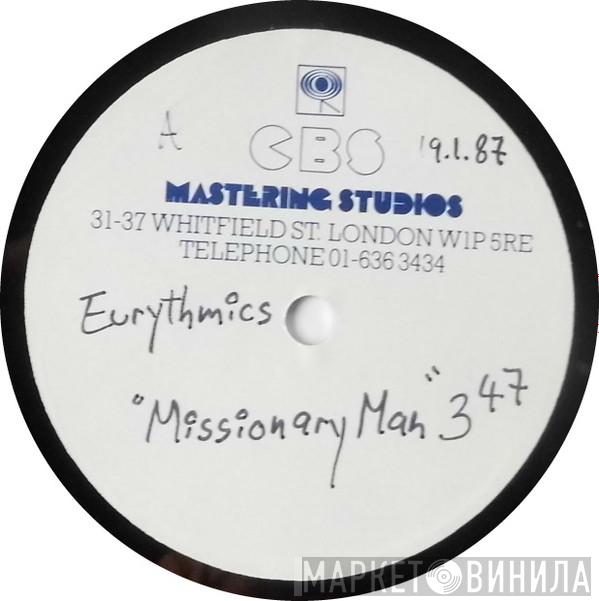 A
CBS
19.1.87
MASTERING STUDIOS
31-37 WHITFIELD ST. LONDON W1P 5RE
TELEPHONE 01-636 3434
Eurythmics
"Missionary Man" 3 47
МАРКЕТ ВИНИЛА